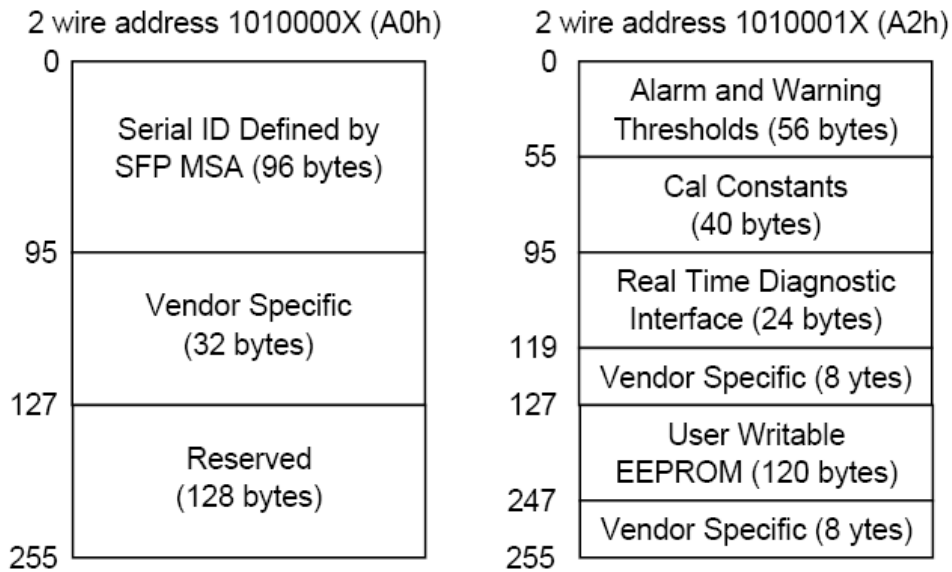 2 wire address 1010000X (A0h)
0
Serial ID Defined by
SFP MSA (96 bytes)
95
Vendor Specific
(32 bytes)
127
Reserved
(128 bytes)
255
2 wire address 1010001X (A2h)
0
Alarm and Warning
Thresholds (56 bytes)
55
Cal Constants
(40 bytes)
95
Real Time Diagnostic
Interface (24 bytes)
119
Vendor Specific (8 ytes)
127
User Writable
EEPROM (120 bytes)
247
Vendor Specific (8 ytes)
255